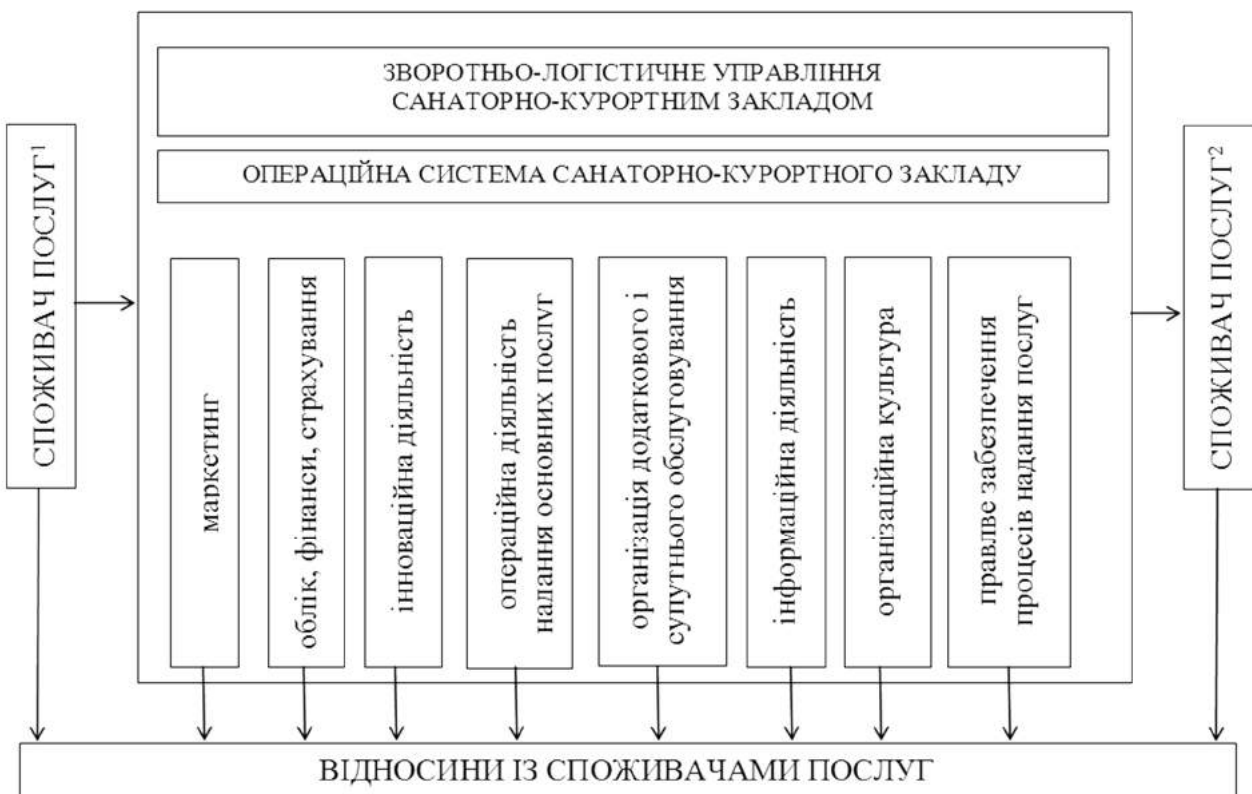 ЗВОРОТНЬО-ЛОГІСТИЧНЕ УПРАВЛІННЯ
САНАТОРНО-КУРОРТНИМ ЗАКЛАДОМ
ОПЕРАЦІЙНА СИСТЕМА САНАТОРНО-КУРОРТНОГО ЗАКЛАДУ
СПОЖИВАЧ ПОСЛУГ¹
маркетинг
облік, фінанси, страхування
інноваційна діяльність
операційна діяльність
надання основних послуг
організація додаткового і
супутнього обслуговування
інформаційна діяльність
організаційна культура
правлве забезпечення
процесів надання послуг
СПОЖИВАЧ ПОСЛУГ²
ВІДНОСИНИ ІЗ СПОЖИВАЧАМИ ПОСЛУГ